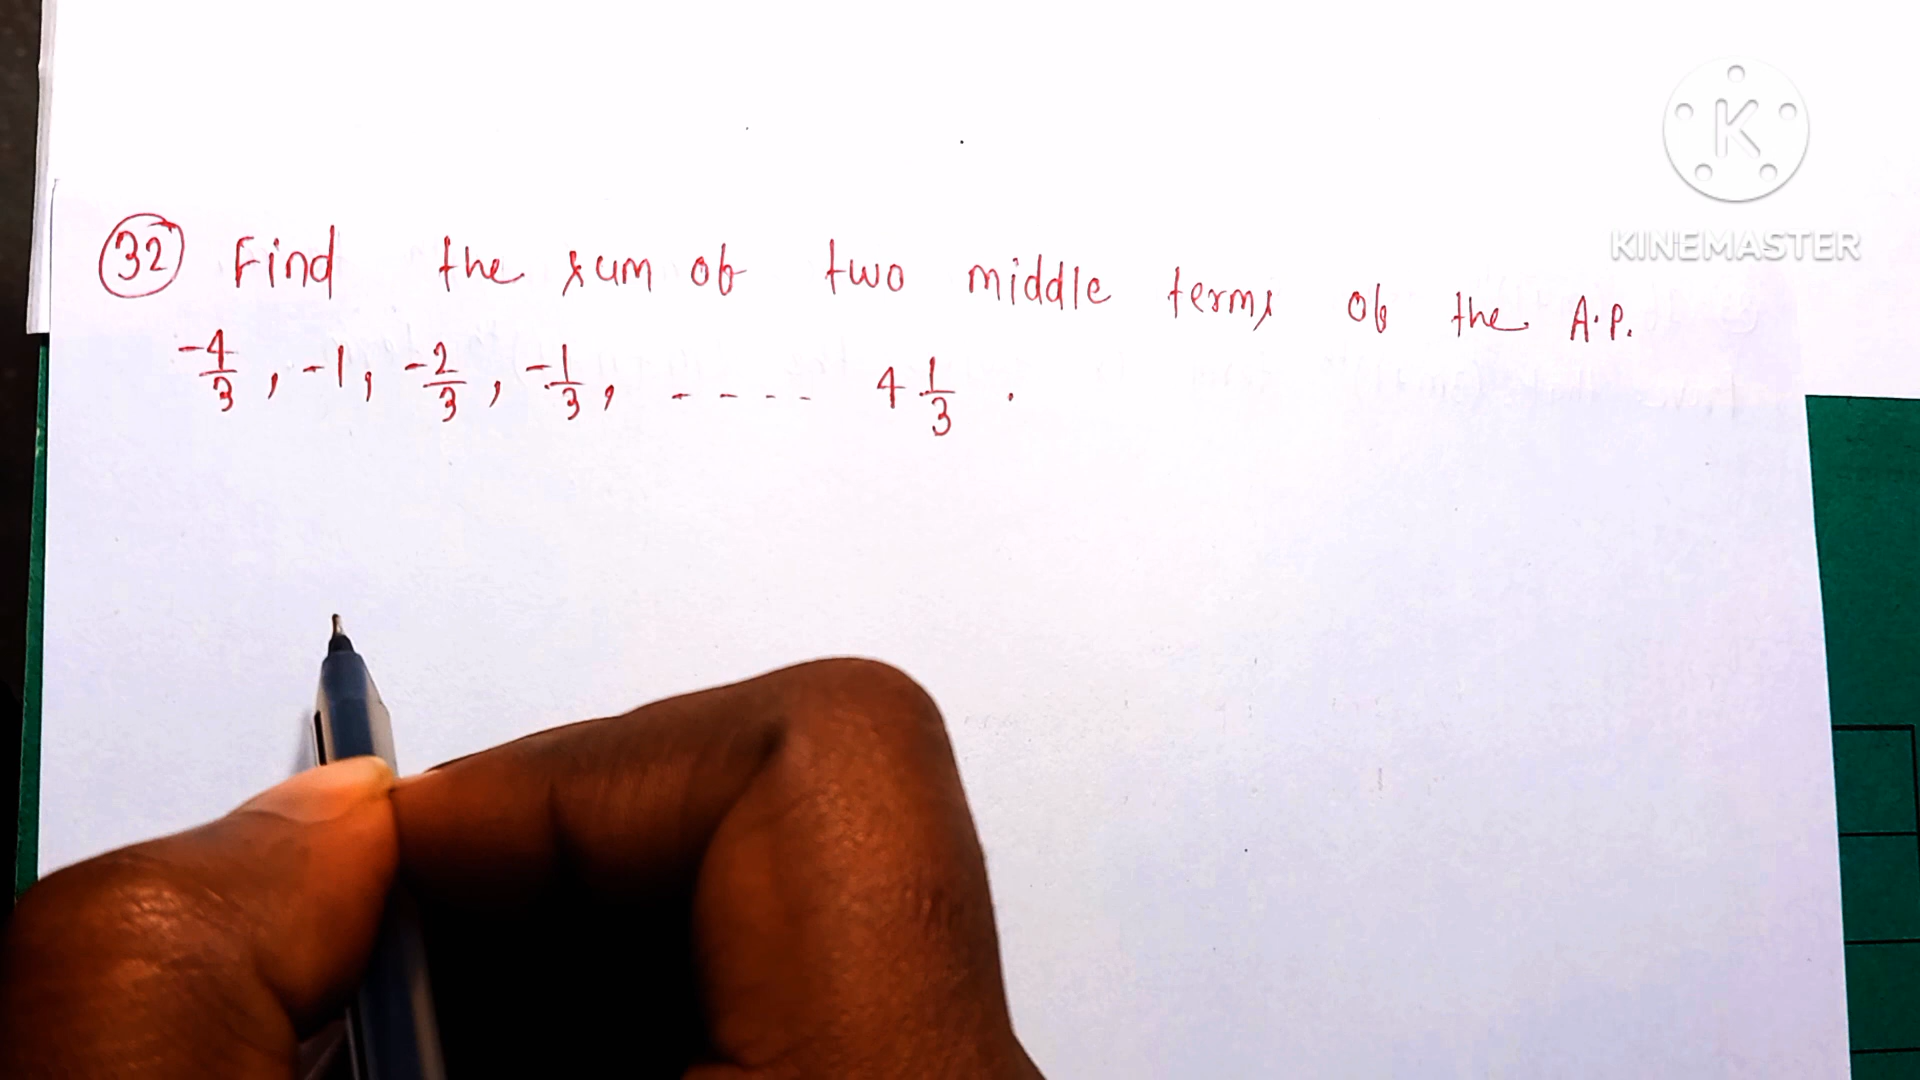 32 Find the sum of two middle terms of the A.P.
-4/3, -1, -2/3, -1/3, ---- 4 1/3 .
K
KINEMASTER